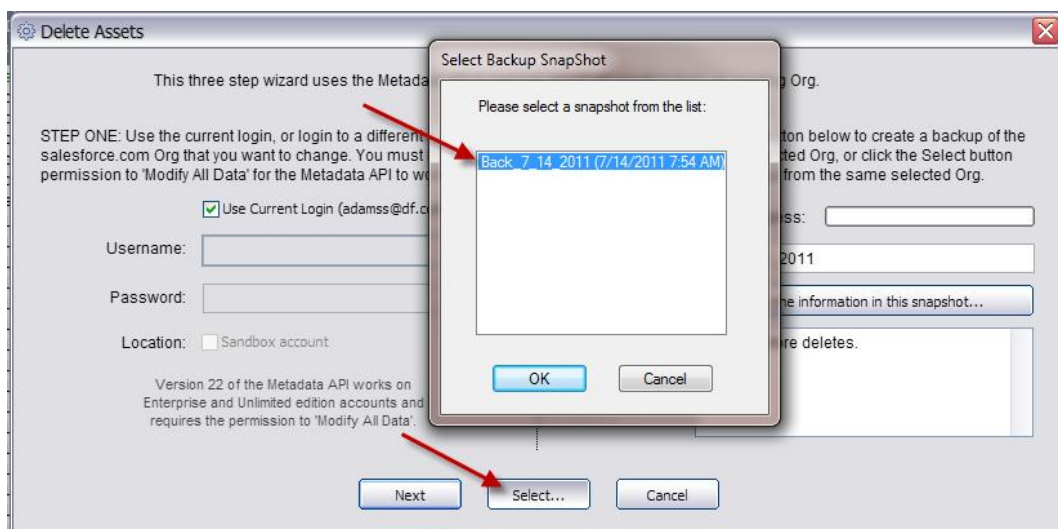 Delete Assets
This three step wizard uses the Metada
g Org.
STEP ONE: Use the current login, or login to a different
salesforce.com Org that you want to change. You must
permission to 'Modify All Data' for the Metadata API to wo
Use Current Login (adamss@df.c
Username:
Password:
Location:
Sandbox account
Version 22 of the Metadata API works on
Enterprise and Unlimited edition accounts and
requires the permission to 'Modify All Data'.
Select Backup SnapShot
Please select a snapshot from the list:
Back_7_14_2011 (7/14/2011 7:54 AM)
OK
Cancel
ton below to create a backup of the
ted Org, or click the Select button
from the same selected Org.
ss:
2011
e information in this snapshot...
re deletes.
Next
Select...
Cancel